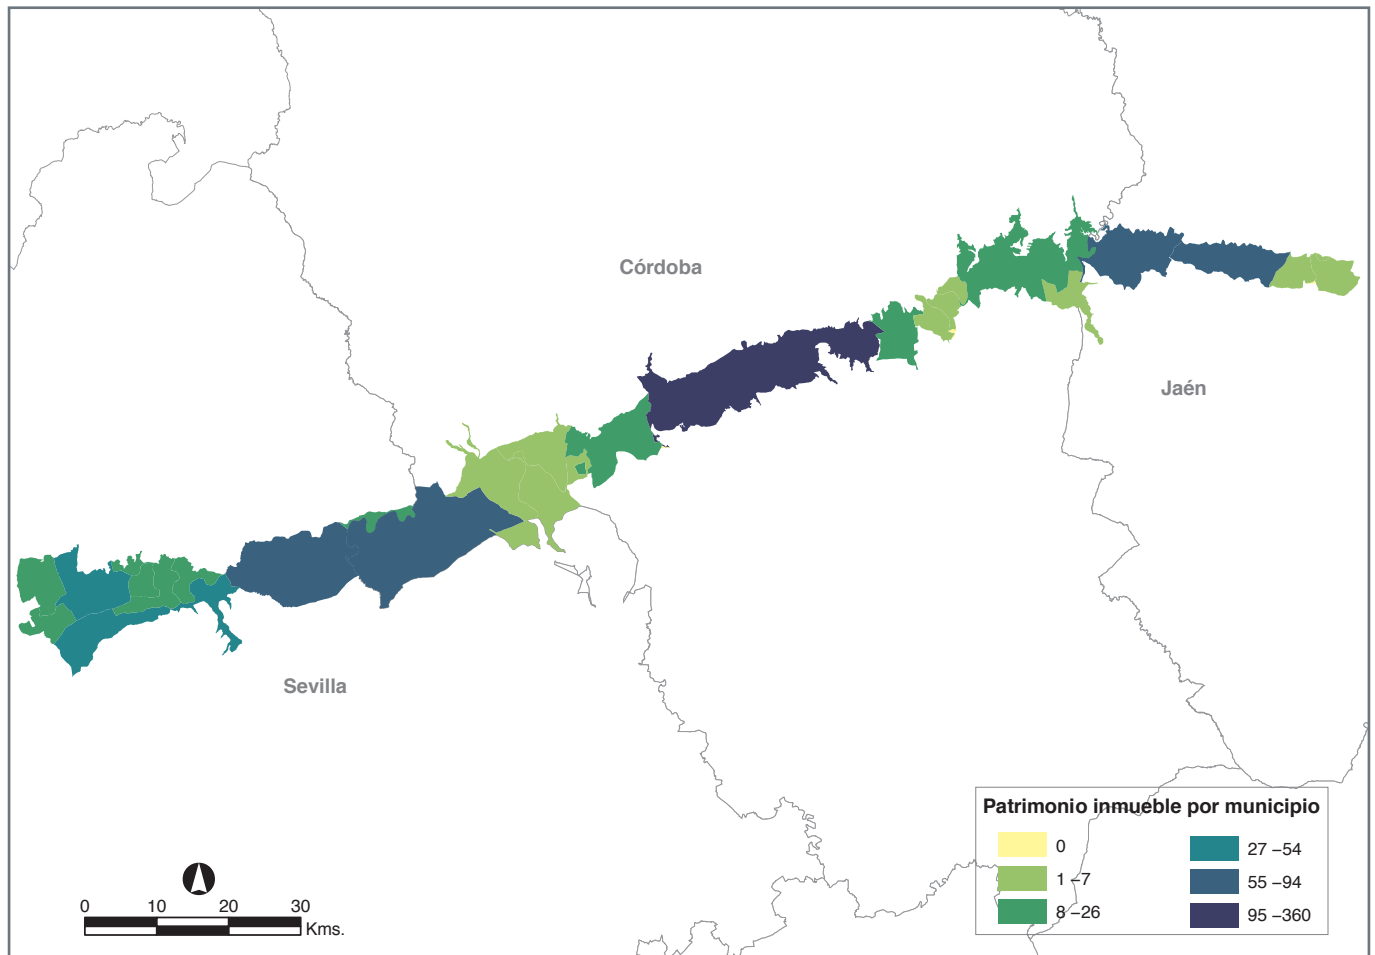 Córdoba
Jaén
Sevilla
Patrimonio inmueble por municipio
0
1 –7
8 –26
27 –54
55 –94
95 –360
0 10 20 30
Kms.